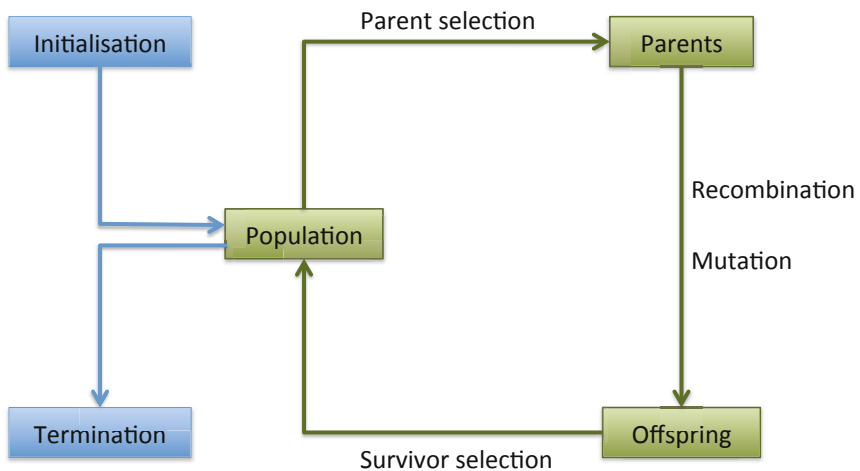 Parent selection
Initialisation
Parents
Recombination
Population
Mutation
Termination
Offspring
Survivor selection